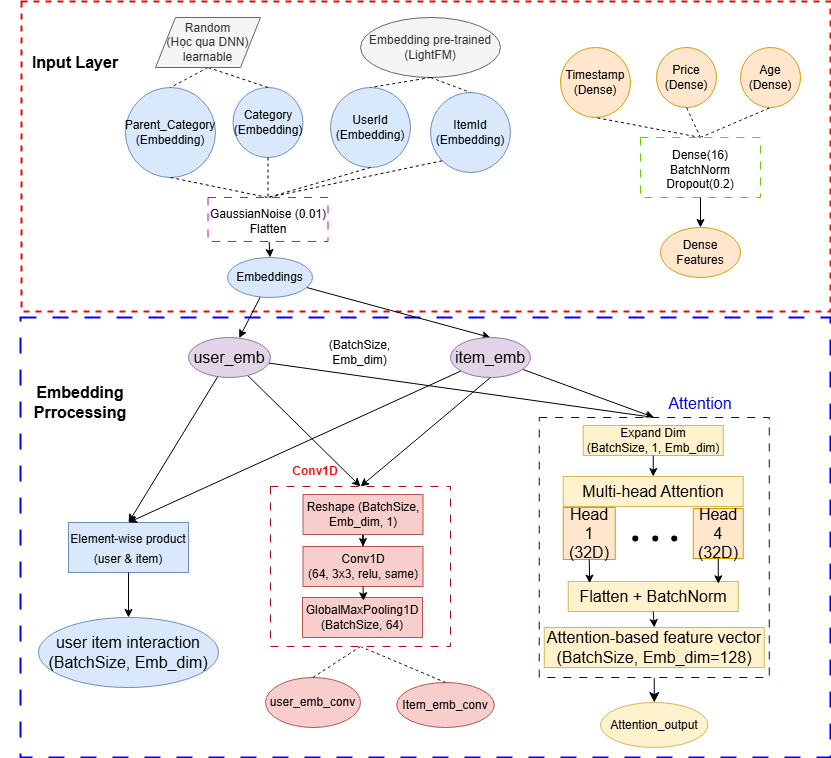 Input Layer
Random
(Học qua DNN)
learnable
Embedding pre-trained
(LightFM)
Timestamp
(Dense)
Price
(Dense)
Age
(Dense)
Parent_Category
(Embedding)
Category
(Embedding)
UserId
(Embedding)
ItemId
(Embedding)
Dense(16)
BatchNorm
Dropout(0.2)
GaussianNoise (0.01)
Flatten
Dense
Features
Embeddings
Embedding
Prrocessing
user_emb
(BatchSize,
Emb_dim)
item_emb
Attention
Expand Dim
(BatchSize, 1, Emb_dim)
Multi-head Attention
Head
1
(32D)
Head
4
(32D)
Flatten + BatchNorm
Attention-based feature vector
(BatchSize, Emb_dim=128)
Attention_output
Conv1D
Reshape (BatchSize,
Emb_dim, 1)
Conv1D
(64, 3x3, relu, same)
GlobalMaxPooling1D
(BatchSize, 64)
user_emb_conv
Item_emb_conv
Element-wise product
(user & item)
user item interaction
(BatchSize, Emb_dim)